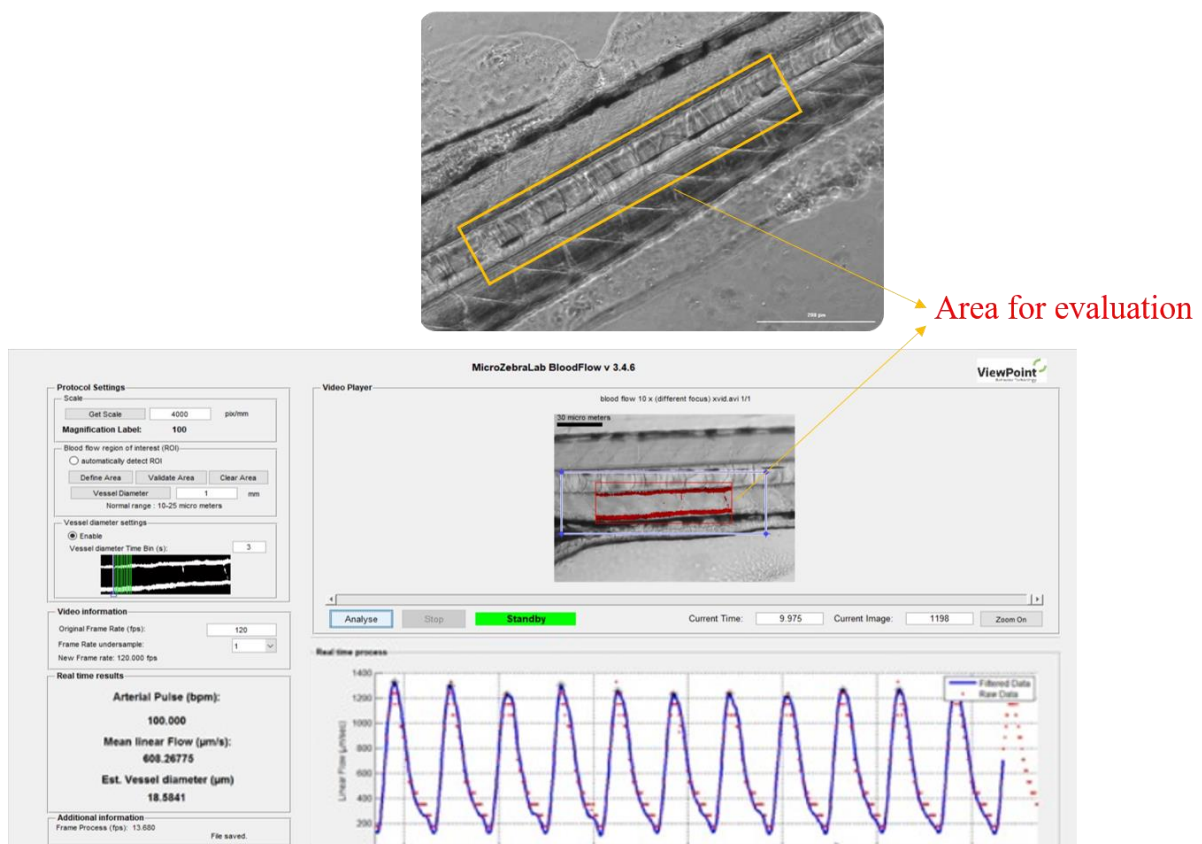 250 µm
Area for evaluation
MicroZebraLab BloodFlow v 3.4.6
ViewPoint
Protocol Settings
Scale
Get Scale 4000 pix/mm
Magnification Label: 100
Blood flow region of interest (ROI)
automatically detect ROI
Define Area Validate Area Clear Area
Vessel Diameter 1 mm
Normal range : 10-25 micro meters
Vessel diameter settings
Enable
Vessel diameter Time Bin (s): 3
Video information
Original Frame Rate (fps): 120
Frame Rate undersample: 1
New Frame rate: 120.000 fps
Real time results
Arterial Pulse (bpm):
100.000
Mean linear Flow (µm/s):
608.26775
Est. Vessel diameter (µm)
18.5841
Additional information
Frame Process (fps): 13.680
File saved.
Video Player
blood flow 10 x (different focus) xvid.avi 1/1
30 micro meters
Analyse Stop Standby Current Time: 9.975 Current Image: 1198 Zoom On
Real time process
Linear Flow (µm/sec)
1400
1200
1000
800
600
400
200
Filtered Data
Raw Data